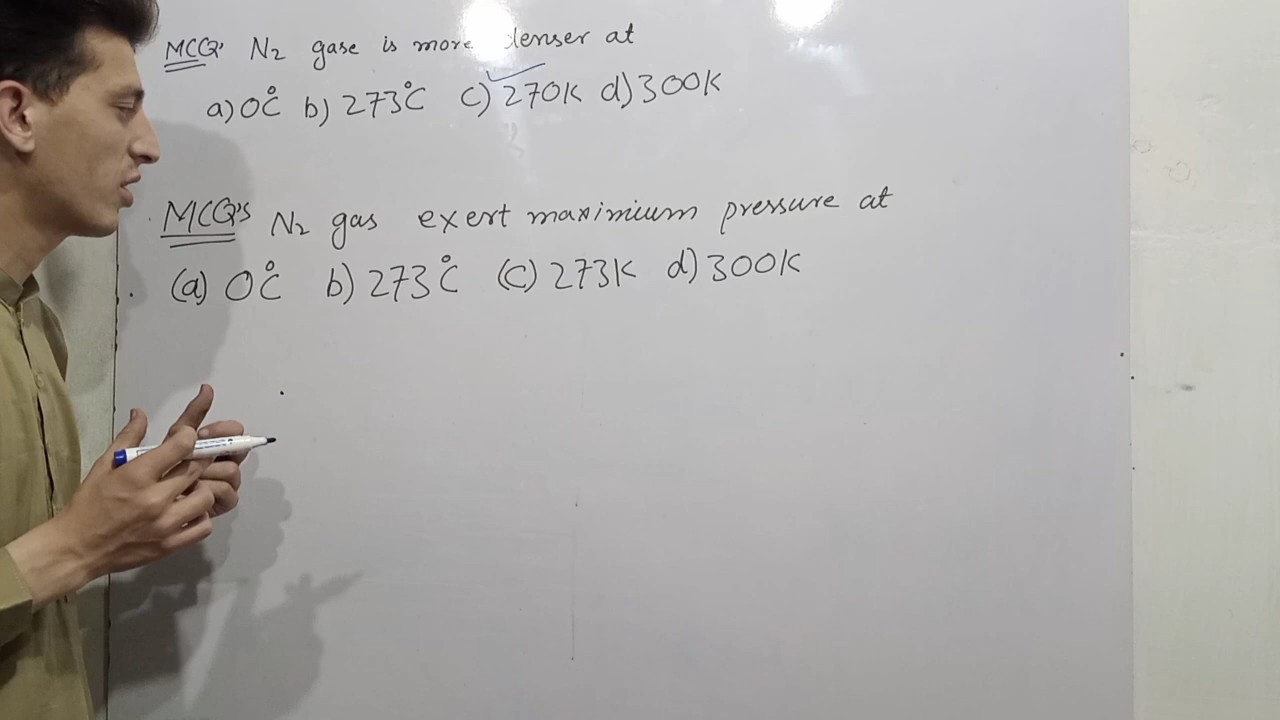 MCQ's N2 gase is more denser at
a) 0°C b) 273°C c) 270K d) 300K
MCQ's N2 gas exert maximium pressure at
(a) 0°C b) 273°C (c) 273K d) 300K